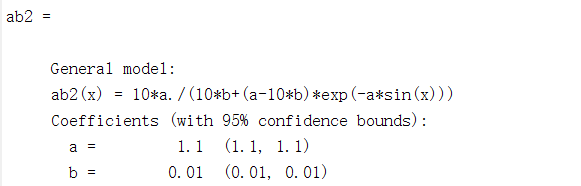 ab2 =
General model:
ab2(x) = 10*a./(10*b+(a-10*b)*exp(-a*sin(x)))
Coefficients (with 95% confidence bounds):
a = 1.1 (1.1, 1.1)
b = 0.01 (0.01, 0.01)